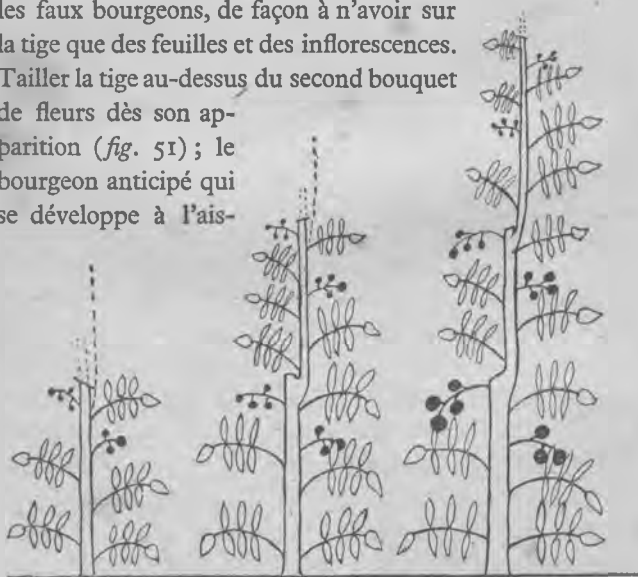 les faux bourgeons, de façon à n'avoir sur
la tige que des feuilles et des inflorescences.
Tailler la tige au-dessus du second bouquet
de fleurs dès son ap-
parition (fig. 51) ; le
bourgeon anticipé qui
se développe à l'ais-